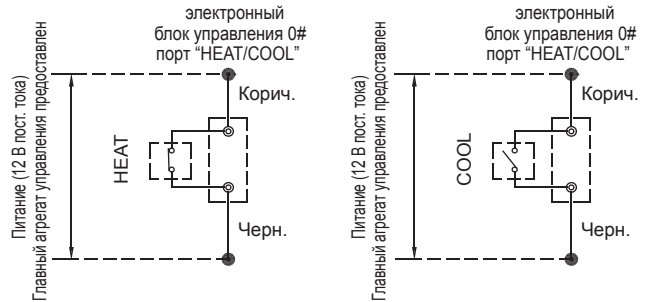 электронный
блок управления 0#
порт “HEAT/COOL”
Питание (12 В пост. тока)
Главный агрегат управления предоставлен
Корич.
HEAT
Черн.
электронный
блок управления 0#
порт “HEAT/COOL”
Питание (12 В пост. тока)
Главный агрегат управления предоставлен
Корич.
COOL
Черн.